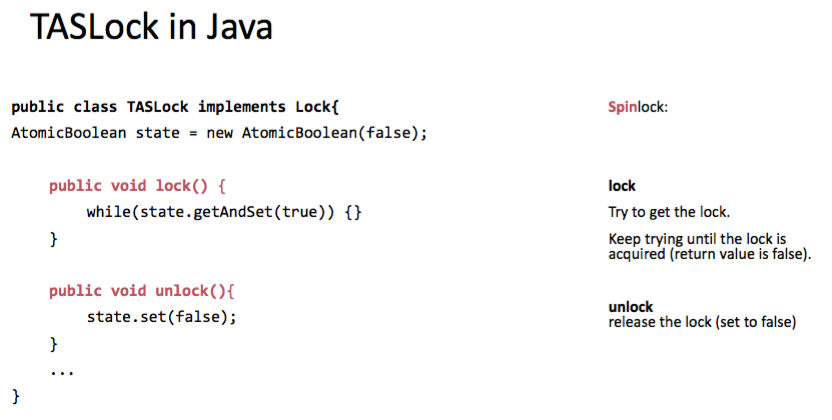 TASLock in Java
public class TASLock implements Lock{
AtomicBoolean state = new AtomicBoolean(false);
public void lock() {
while(state.getAndSet(true)) {}
}
public void unlock(){
state.set(false);
}
...
}
Spinlock:
lock
Try to get the lock.
Keep trying until the lock is
acquired (return value is false).
unlock
release the lock (set to false)